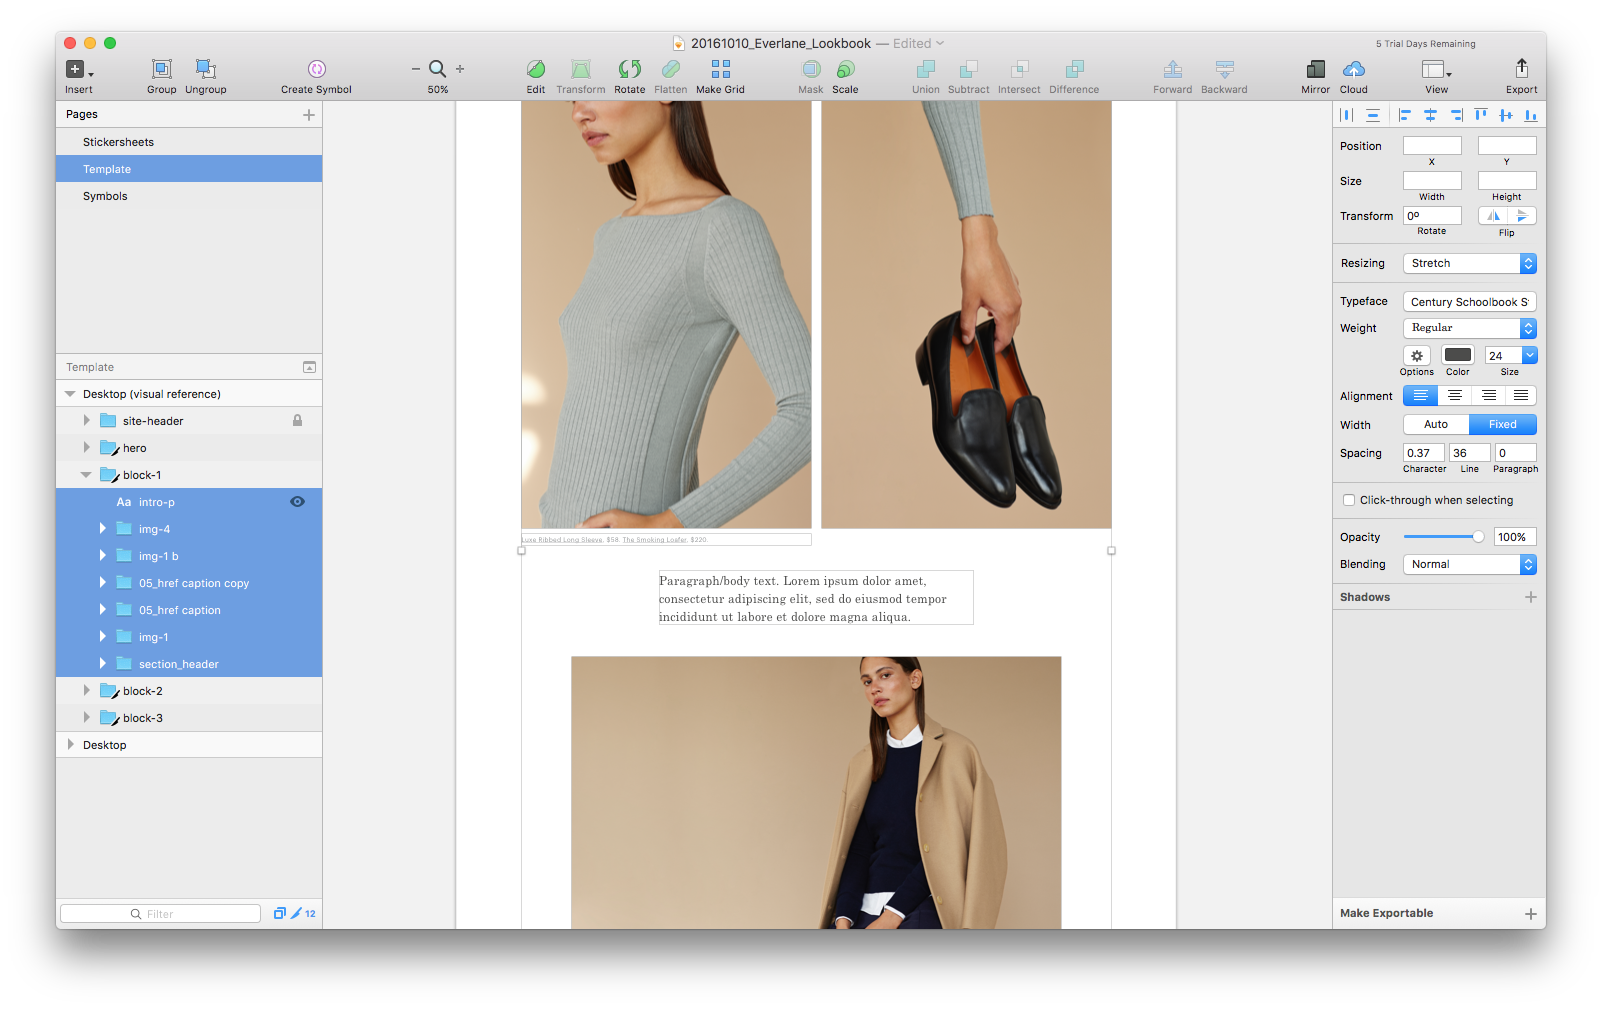 20161010_Everlane_Lookbook — Edited
5 Trial Days Remaining
Insert
Group
Ungroup
Create Symbol
50%
Edit
Transform
Rotate
Flatten
Make Grid
Mask
Scale
Union
Subtract
Intersect
Difference
Forward
Backward
Mirror
Cloud
View
Export
Pages
Stickersheets
Template
Symbols
Template
Desktop (visual reference)
site-header
hero
block-1
Aa intro-p
img-4
img-1 b
05_href caption copy
05_href caption
img-1
section_header
block-2
block-3
Desktop
Filter
12
Luxe Ribbed Long Sleeve, $58. The Smoking Loafer, $220.
Paragraph/body text. Lorem ipsum dolor amet,
consectetur adipiscing elit, sed do eiusmod tempor
incididunt ut labore et dolore magna aliqua.
Position
X
Y
Size
Width
Height
Transform
0º
Rotate
Flip
Resizing
Stretch
Typeface
Century Schoolbook S
Weight
Regular
24
Options
Color
Size
Alignment
Width
Auto
Fixed
Spacing
0.37
36
0
Character
Line
Paragraph
Click-through when selecting
Opacity
100%
Blending
Normal
Shadows
Make Exportable